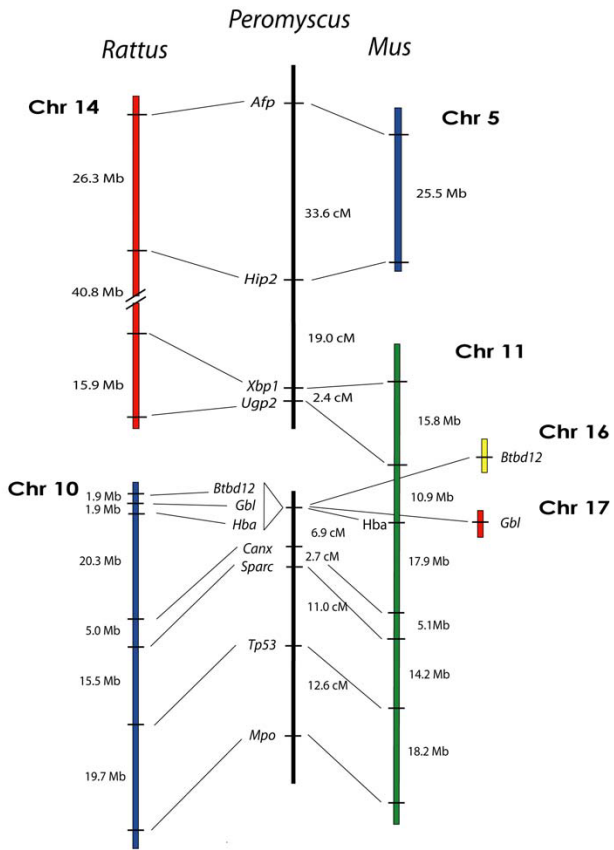 Peromyscus
Rattus
Mus
Chr 14
Afp
Chr 5
26.3 Mb
25.5 Mb
33.6 cM
Hip2
40.8 Mb
19.0 cM
Chr 11
Xbp1
15.9 Mb
2.4 cM
Ugp2
15.8 Mb
Chr 16
Btbd12
Chr 10
Btbd12
1.9 Mb
Gbl
1.9 Mb
Hba
10.9 Mb
Chr 17
Hba
Gbl
6.9 cM
Canx
2.7 cM
20.3 Mb
Sparc
17.9 Mb
11.0 cM
5.0 Mb
5.1Mb
Tp53
15.5 Mb
14.2 Mb
12.6 cM
Mpo
18.2 Mb
19.7 Mb